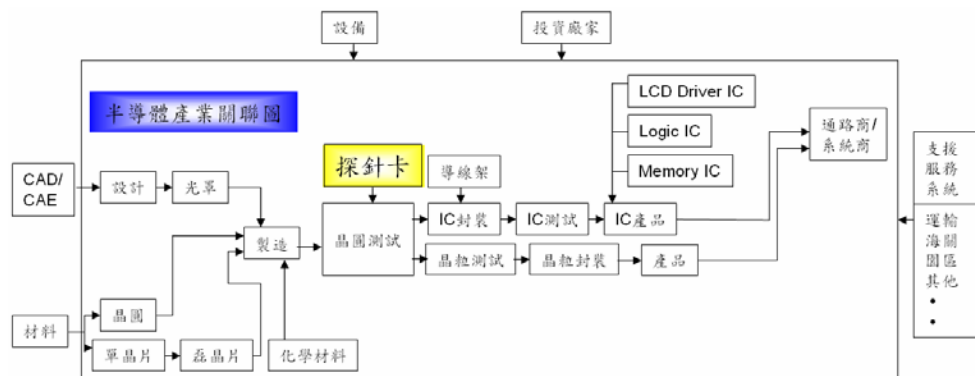 設備
投資廠家
半導體產業關聯圖
LCD Driver IC
Logic IC
Memory IC
通路商/
系統商
支援
服務
系統
運輸
海關
園區
其他
•
•
探針卡
導線架
CAD/
CAE
設計
光罩
製造
晶圓測試
IC封裝
IC測試
IC產品
晶粒測試
晶粒封裝
產品
材料
晶圓
單晶片
磊晶片
化學材料